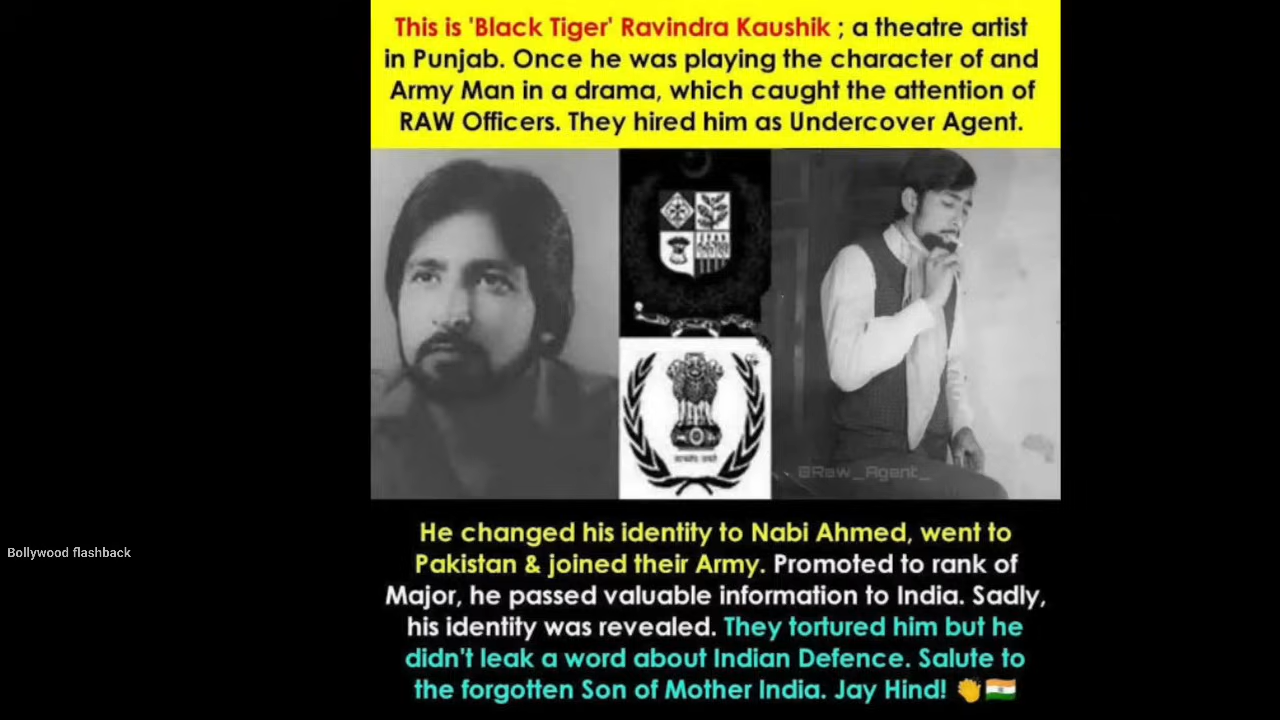 This is 'Black Tiger' Ravindra Kaushik ; a theatre artist
in Punjab. Once he was playing the character of and
Army Man in a drama, which caught the attention of
RAW Officers. They hired him as Undercover Agent.
@Raw_Agent_
Bollywood flashback
He changed his identity to Nabi Ahmed, went to
Pakistan & joined their Army. Promoted to rank of
Major, he passed valuable information to India. Sadly,
his identity was revealed. They tortured him but he
didn't leak a word about Indian Defence. Salute to
the forgotten Son of Mother India. Jay Hind! 👏🇮🇳